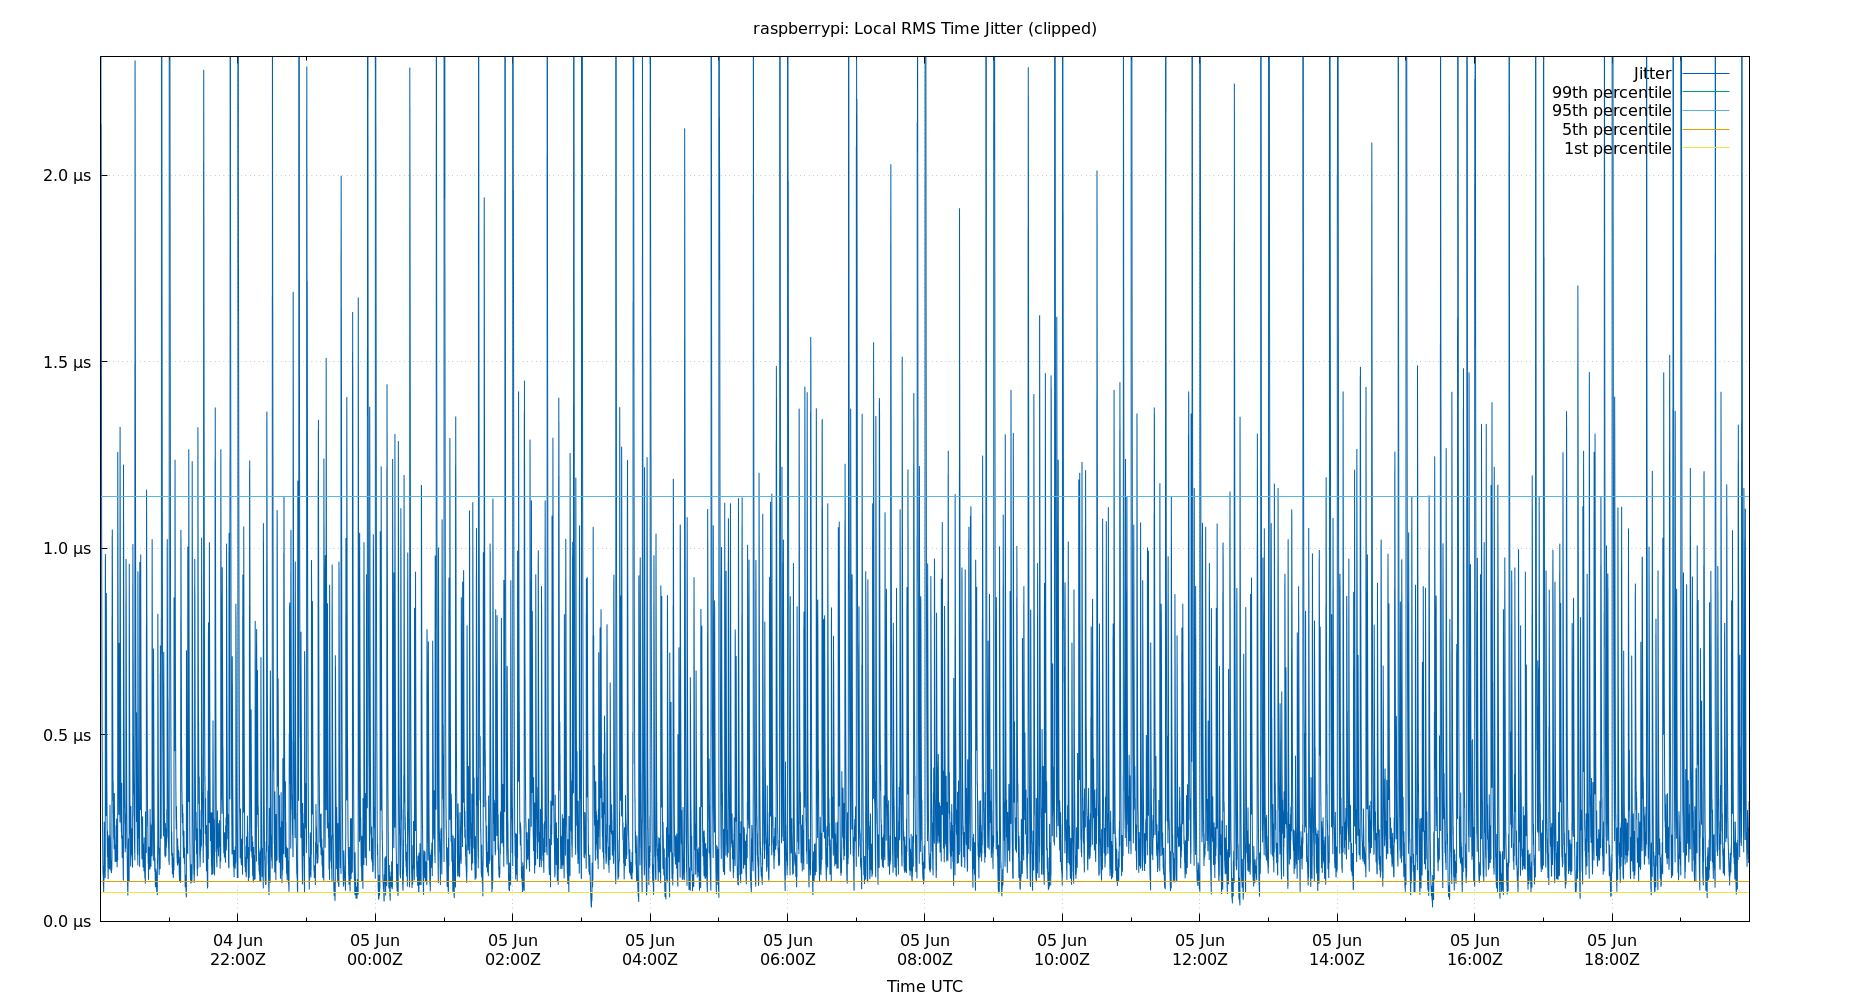 raspberrypi: Local RMS Time Jitter (clipped)
Jitter
99th percentile
95th percentile
5th percentile
1st percentile
2.0 μs
1.5 μs
1.0 μs
0.5 μs
0.0 μs
04 Jun 05 Jun 05 Jun 05 Jun 05 Jun 05 Jun 05 Jun 05 Jun 05 Jun 05 Jun 05 Jun
22:00Z 00:00Z 02:00Z 04:00Z 06:00Z 08:00Z 10:00Z 12:00Z 14:00Z 16:00Z 18:00Z
Time UTC